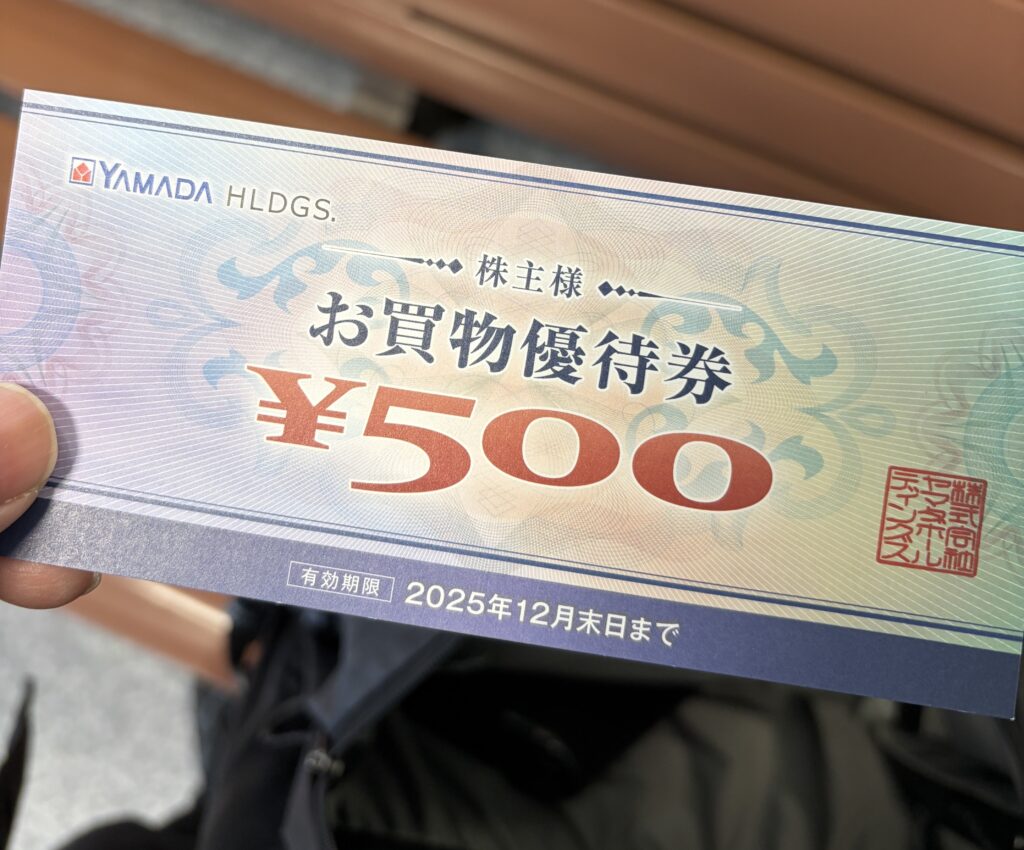 YAMADA HLDGS.
株主様
お買物優待券
¥500
株式会社
ヤマダホール
ディングス
有効期限 2025年12月末日まで